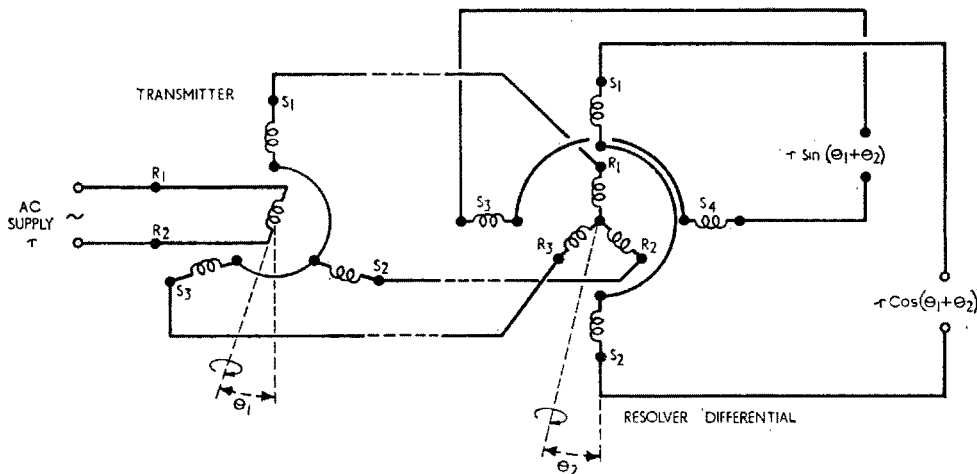 TRANSMITTER
S1
S1
R1
R1
r sin (θ1+θ2)
AC
SUPPLY
r
~
S3
S4
R2
R3
R2
S3
S2
r Cos(θ1+θ2)
S2
θ1
RESOLVER DIFFERENTIAL
θ2